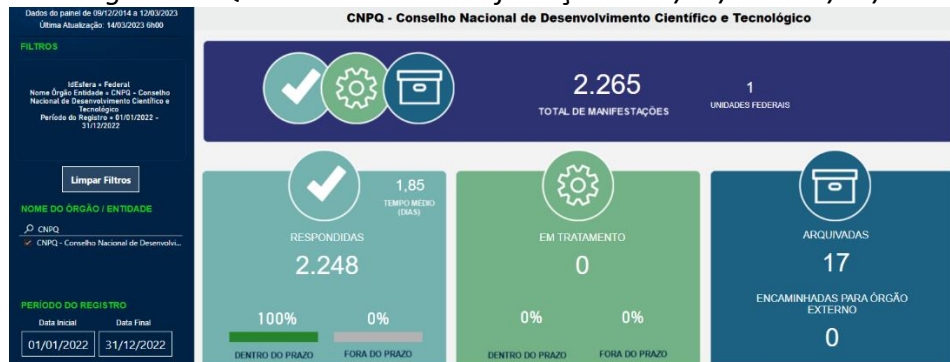 Dados do painel de 09/12/2014 a 12/03/2023
Última Atualização: 14/03/2023 6h00
CNPQ - Conselho Nacional de Desenvolvimento Científico e Tecnológico
FILTROS
IdEsfera = Federal
Nome Órgão Entidade = CNPQ - Conselho
Nacional de Desenvolvimento Científico e
Tecnológico
Período do Registro = 01/01/2022 -
31/12/2022
Limpar Filtros
NOME DO ÓRGÃO / ENTIDADE
CNPQ
CNPQ - Conselho Nacional de Desenvolvi...
PERÍODO DO REGISTRO
Data Inicial Data Final
01/01/2022 31/12/2022
2.265
TOTAL DE MANIFESTAÇÕES
1
UNIDADES FEDERAIS
1,85
TEMPO MÉDIO
(DIAS)
RESPONDIDAS
2.248
100% 0%
DENTRO DO PRAZO FORA DO PRAZO
EM TRATAMENTO
0
0% 0%
DENTRO DO PRAZO FORA DO PRAZO
ARQUIVADAS
17
ENCAMINHADAS PARA ÓRGÃO
EXTERNO
0